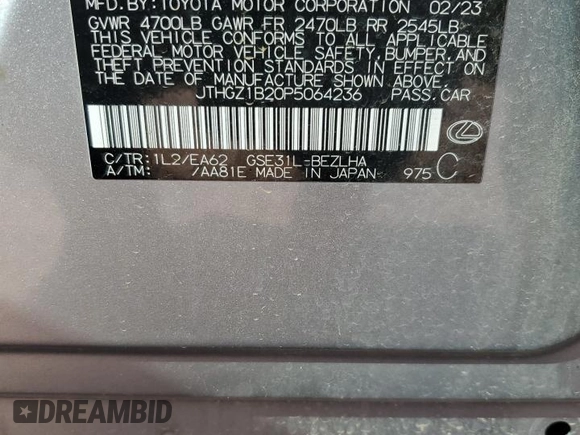 MFD.BY:TOYOTA MOTOR CORPORATION 02/23
GVWR 4700LB GAWR FR 2470LB RR 2545LB
THIS VEHICLE CONFORMS TO ALL APPLICABLE
FEDERAL MOTOR VEHICLE SAFETY, BUMPER, AND
THEFT PREVENTION STANDARDS IN EFFECT ON
THE DATE OF MANUFACTURE SHOWN ABOVE.
JTHGZ1B20P5064236 PASS.CAR
C/TR:1L2/EA62 GSE31L-BEZLHA
A/TM: /AA81E MADE IN JAPAN 975 C
DREAMBID